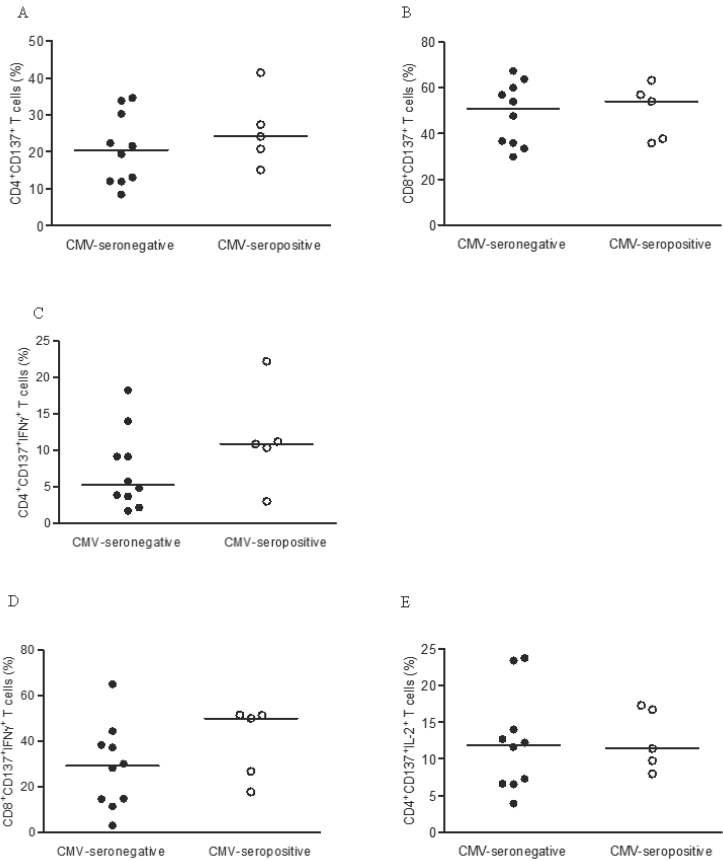 A
CD4⁺CD137⁺ T cells (%)
50
40
30
20
10
0
CMV-seronegative CMV-seropositive
B
CD8⁺CD137⁺ T cells (%)
80
60
40
20
0
CMV-seronegative CMV-seropositive
C
CD4⁺CD137⁺IFNγ⁺ T cells (%)
25
20
15
10
5
0
CMV-seronegative CMV-seropositive
D
CD8⁺CD137⁺IFNγ⁺ T cells (%)
80
60
40
20
0
CMV-seronegative CMV-seropositive
E
CD4⁺CD137⁺IL-2⁺ T cells (%)
25
20
15
10
5
0
CMV-seronegative CMV-seropositive